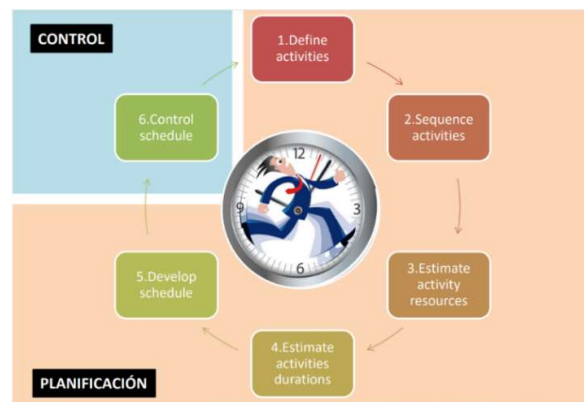 CONTROL
1.Define
activities
2.Sequence
activities
3.Estimate
activity
resources
4.Estimate
activities
durations
5.Develop
schedule
6.Control
schedule
12
3
6
9
PLANIFICACIÓN